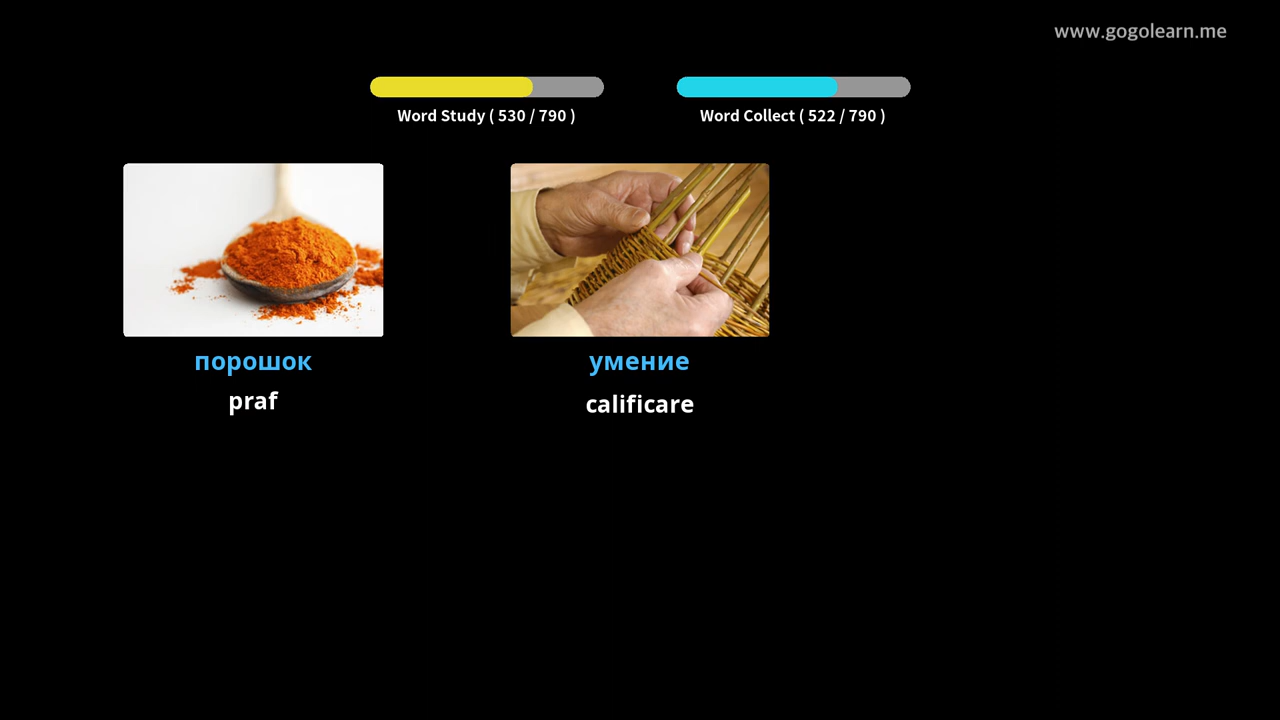 www.gogolearn.me
Word Study ( 530 / 790 )
Word Collect ( 522 / 790 )
порошок
praf
умение
calificare